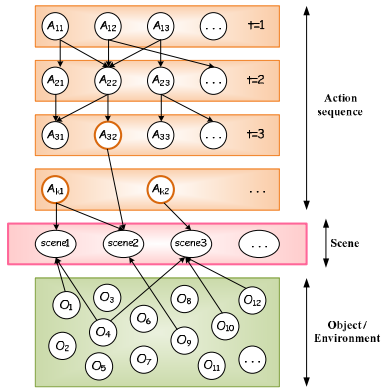 A11 A12 A13 ... t=1
A21 A22 A23 ... t=2
Action
sequence
A31 A32 A33 ... t=3
Ak1 Ak2 ...
scene1 scene2 scene3 ... Scene
O1 O3 O8 O12
O2 O4 O6 O9 O10
Object /
Environment
O5 O7 O11 ...